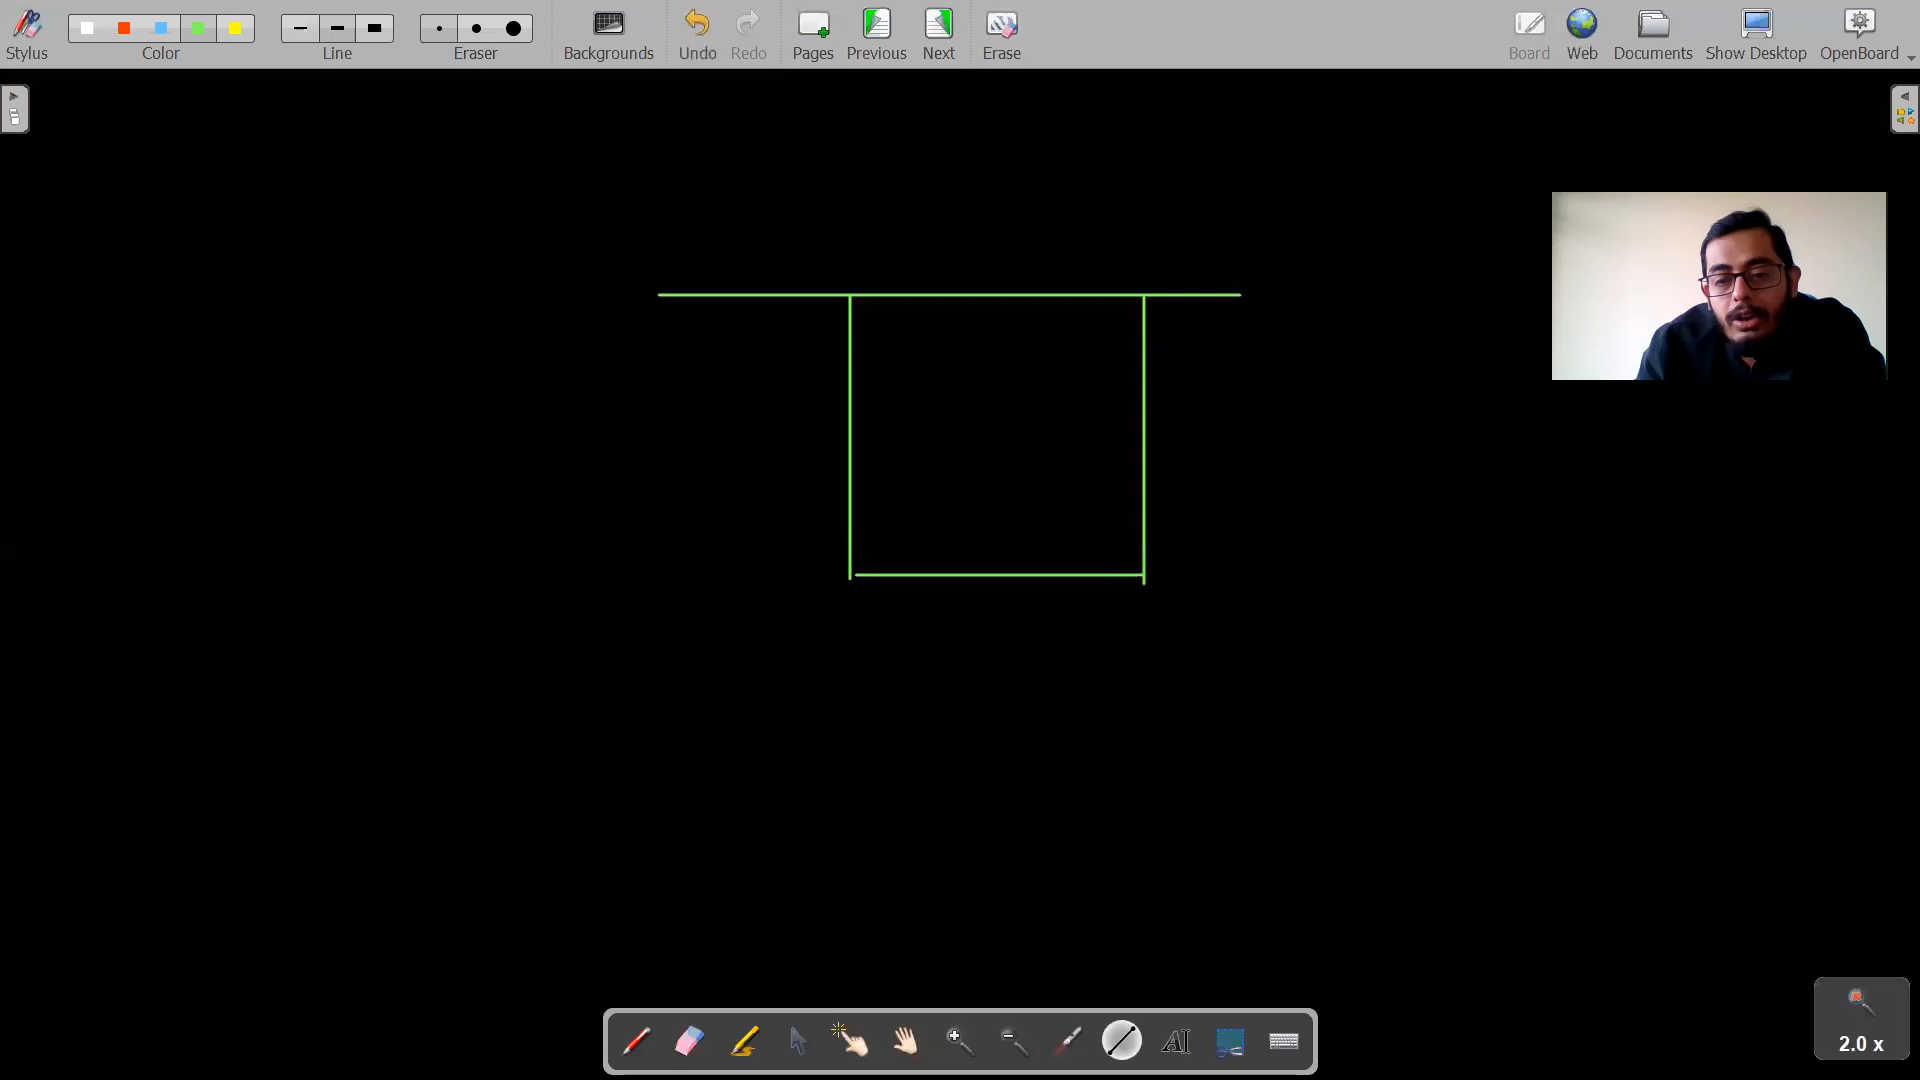 Stylus
Color
Line
Eraser
Backgrounds
Undo
Redo
Pages
Previous
Next
Erase
Board
Web
Documents
Show Desktop
OpenBoard
AI
2.0 x